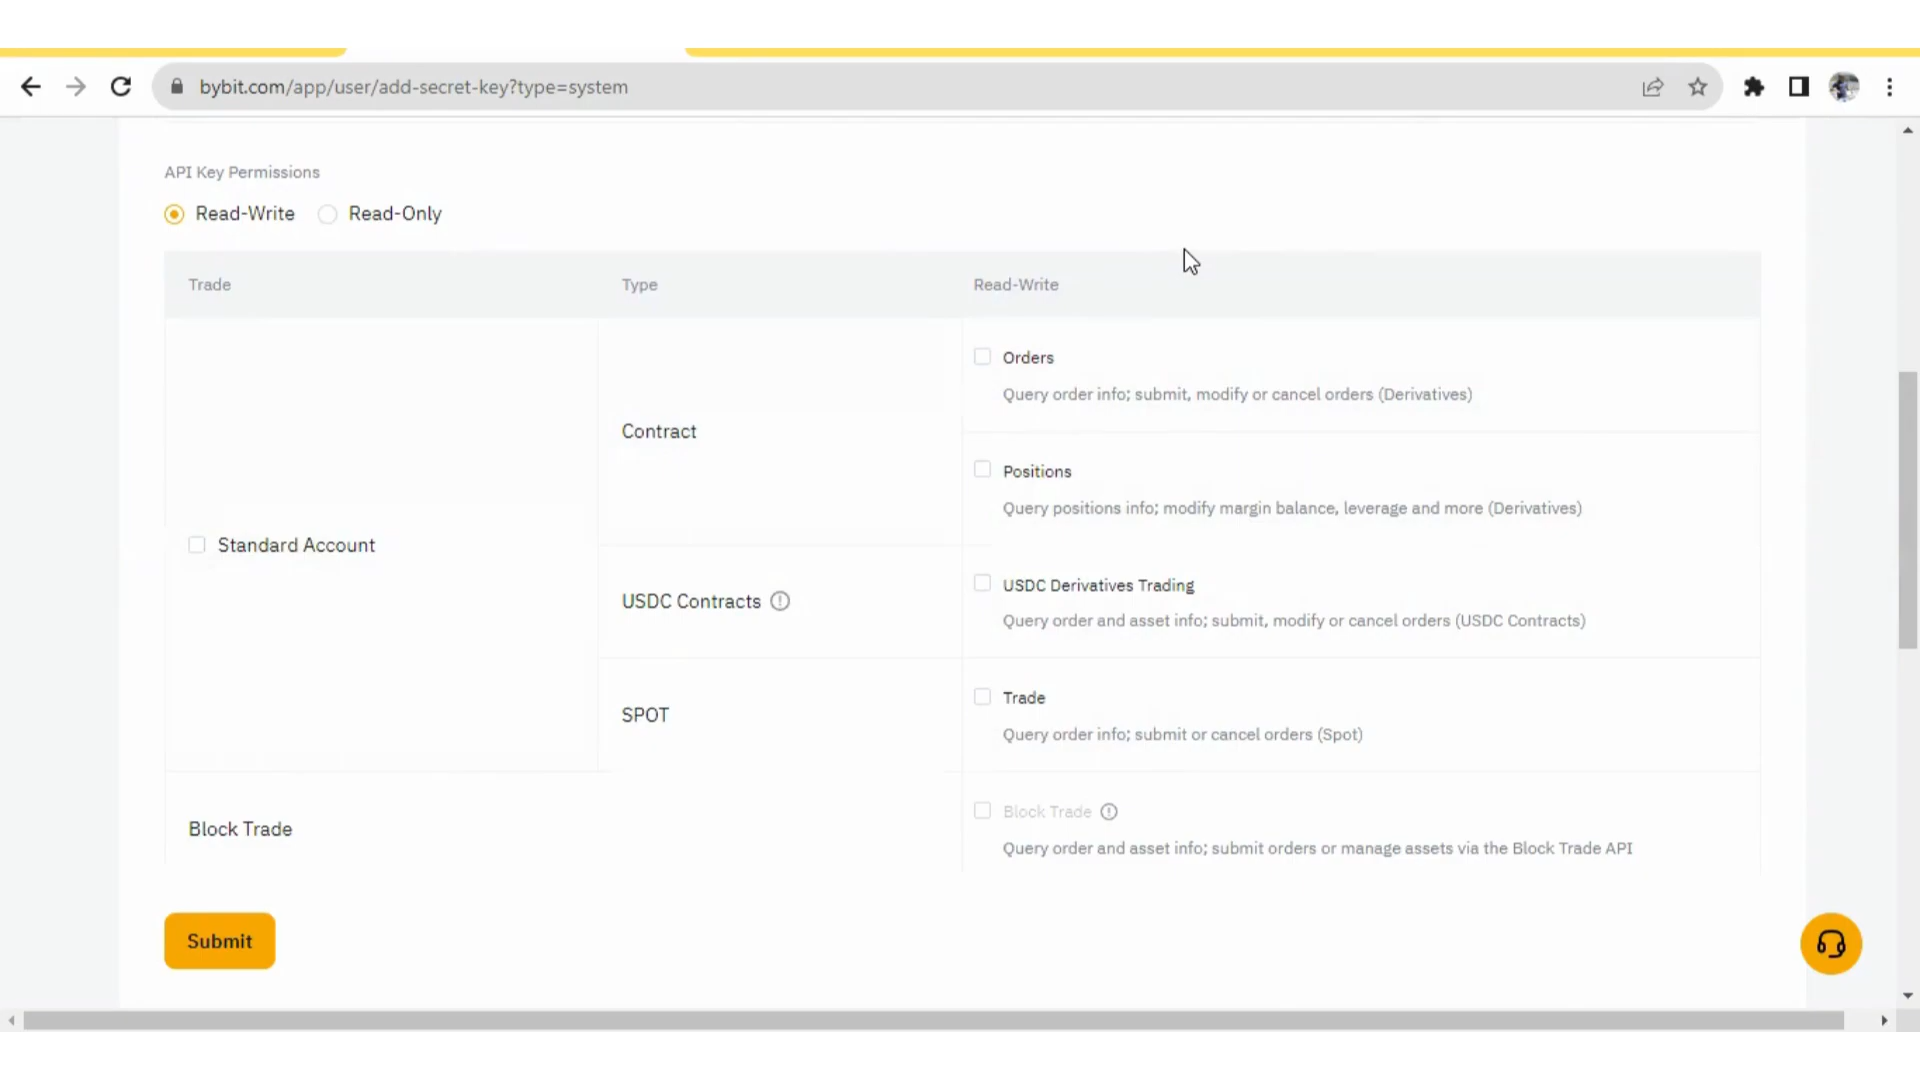 bybit.com/app/user/add-secret-key?type=system
API Key Permissions
Read-Write Read-Only
Trade Type Read-Write
Orders
Query order info; submit, modify or cancel orders (Derivatives)
Contract
Positions
Query positions info; modify margin balance, leverage and more (Derivatives)
Standard Account
USDC Derivatives Trading
USDC Contracts
Query order and asset info; submit, modify or cancel orders (USDC Contracts)
Trade
SPOT
Query order info; submit or cancel orders (Spot)
Block Trade
Block Trade
Query order and asset info; submit orders or manage assets via the Block Trade API
Submit